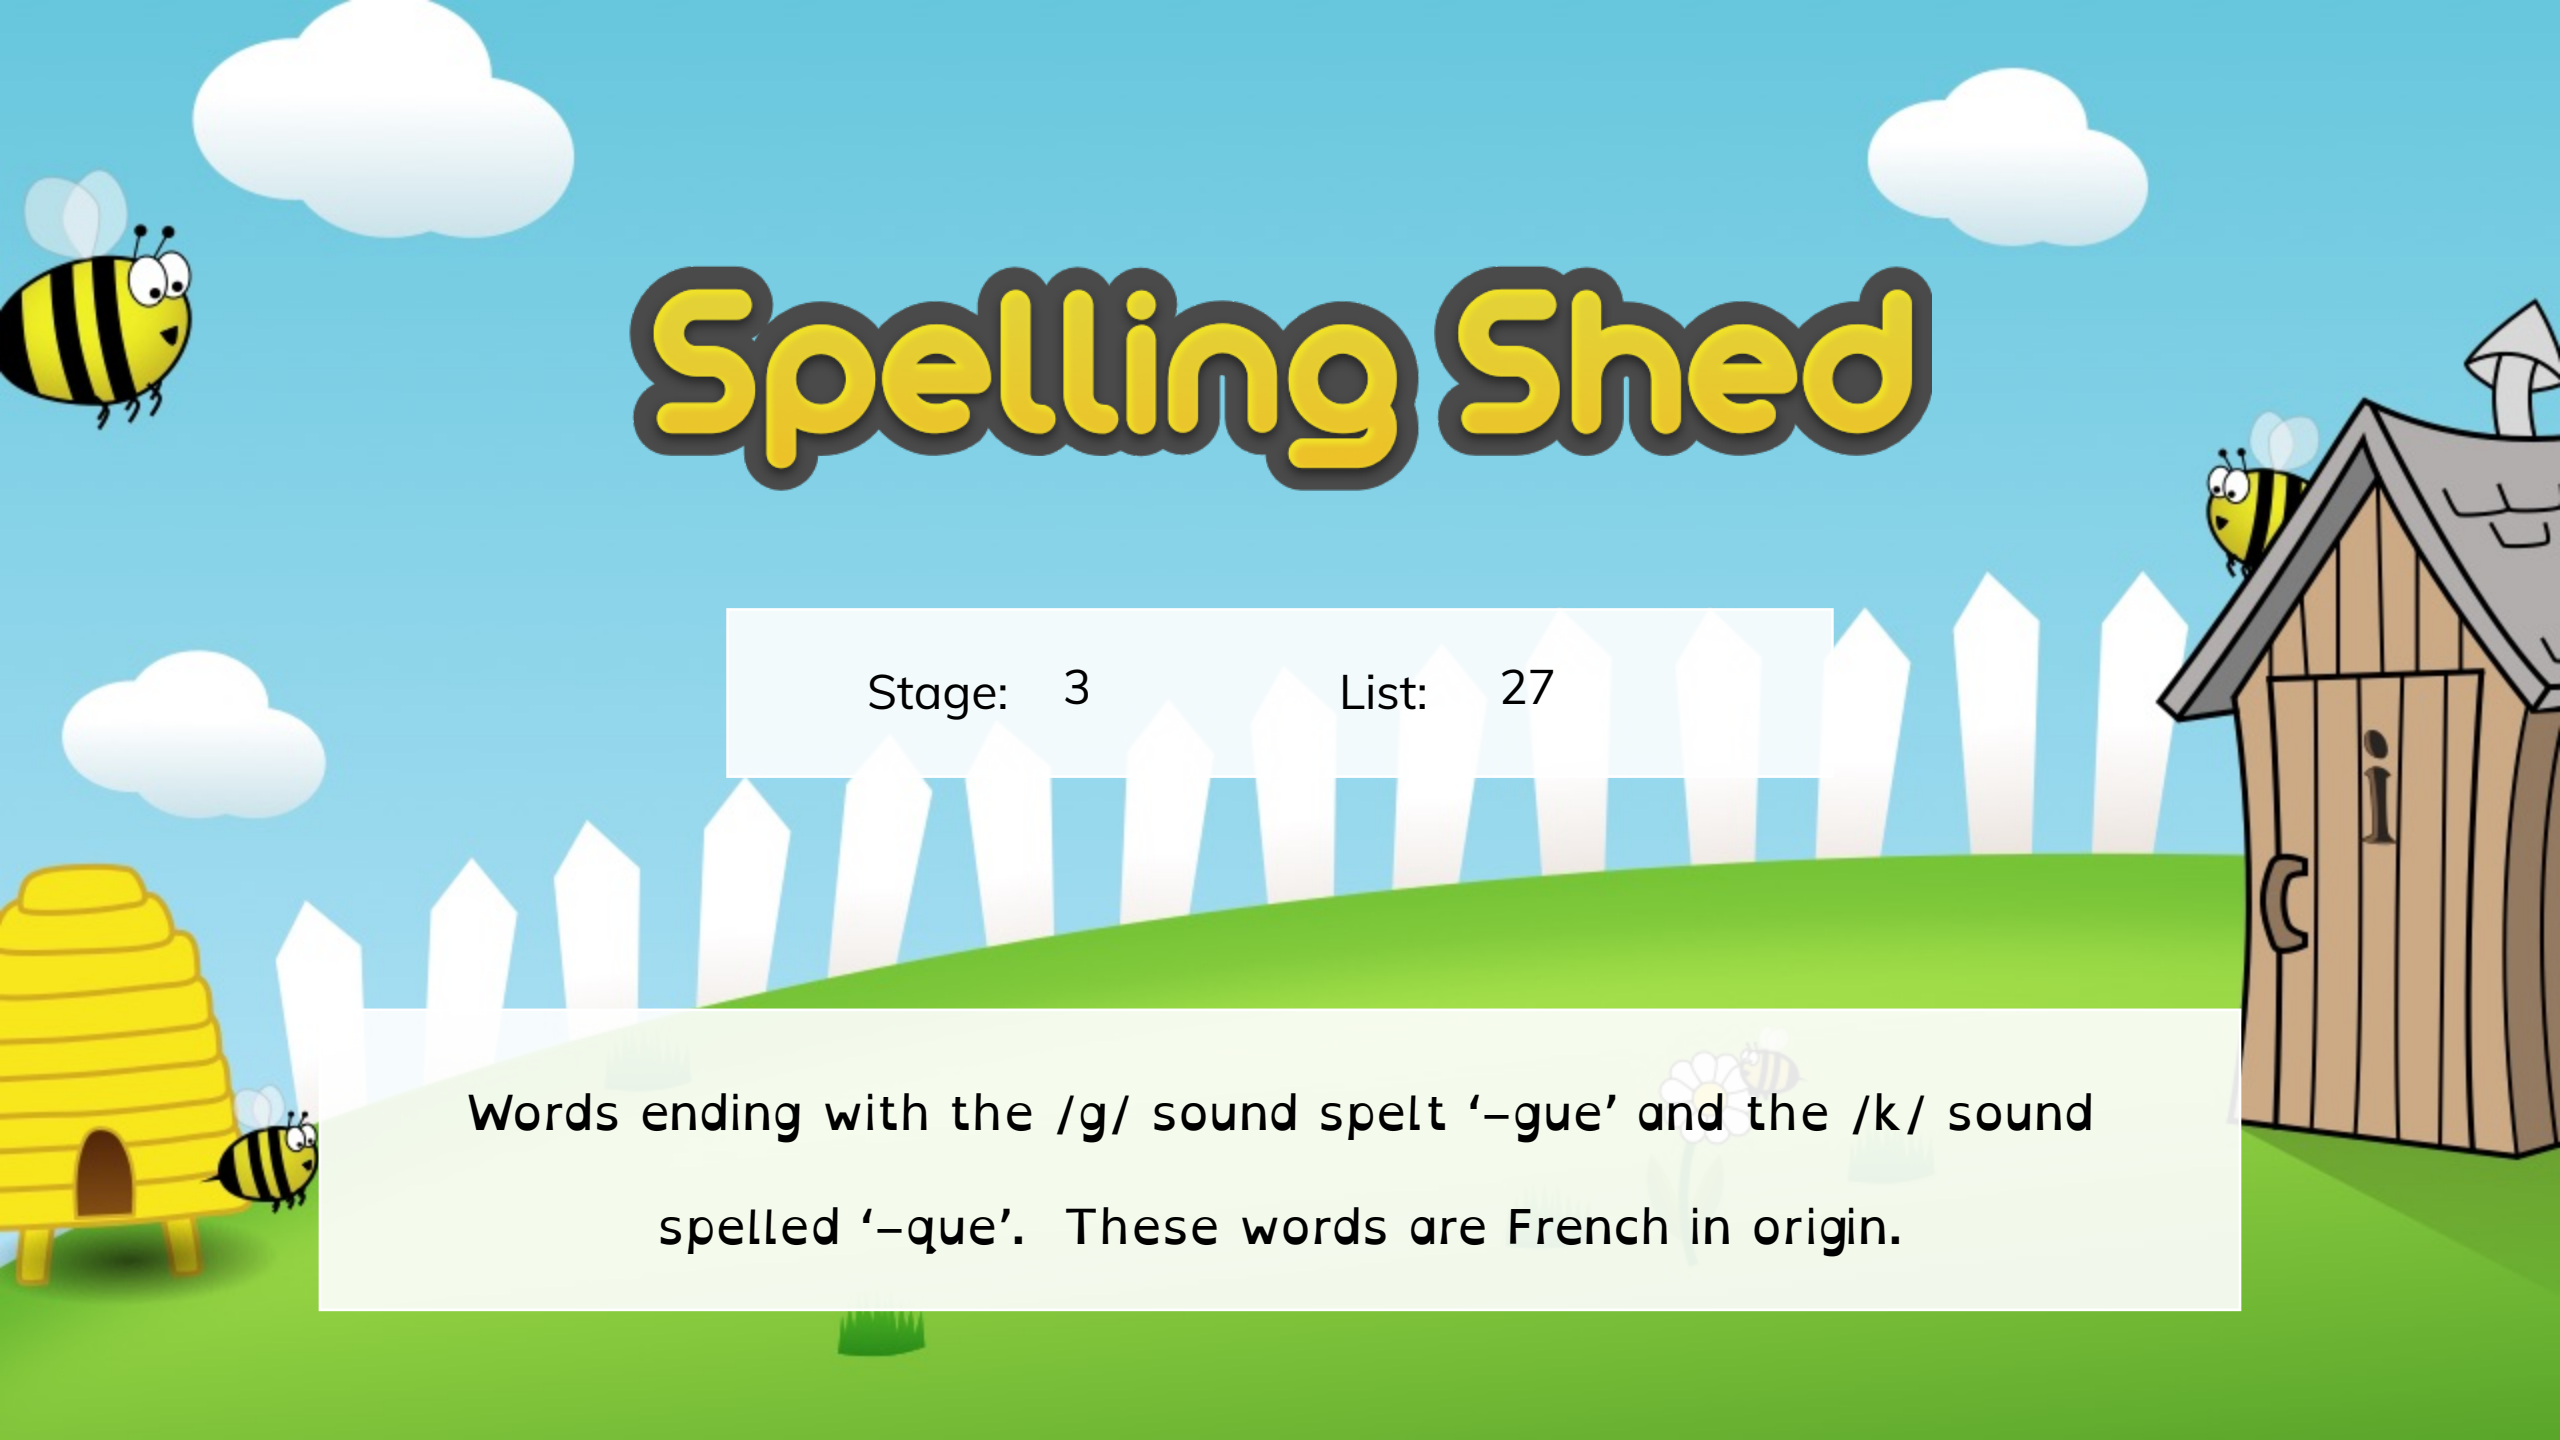 Spelling Shed
Stage: 3 List: 27
Words ending with the /g/ sound spelt ‘–gue’ and the /k/ sound
spelled ‘–que’.  These words are French in origin.
i